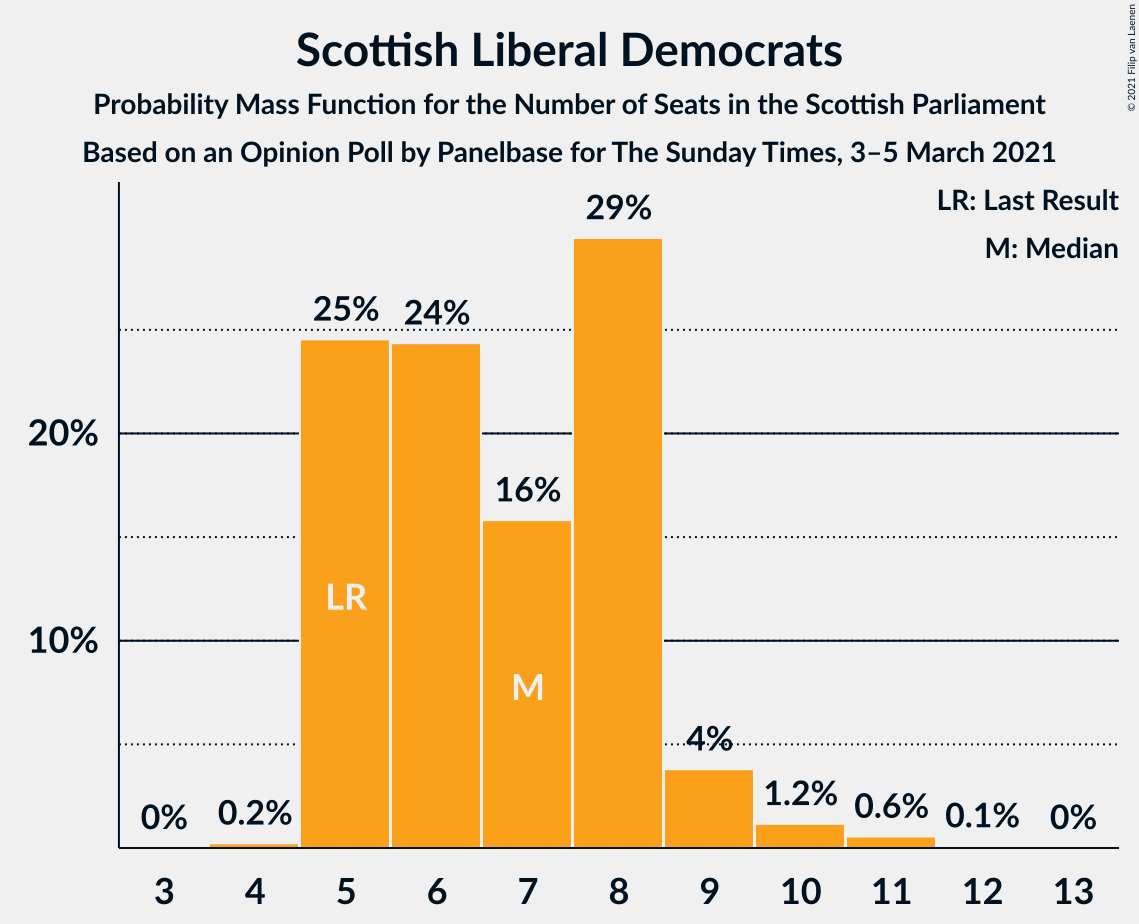 Scottish Liberal Democrats
Probability Mass Function for the Number of Seats in the Scottish Parliament
Based on an Opinion Poll by Panelbase for The Sunday Times, 3–5 March 2021
© 2021 Filip van Laenen
LR: Last Result
M: Median
29%
25%
24%
20%
16%
LR
10%
M
4%
0%
0.2%
1.2%
0.6%
0.1%
0%
3 4 5 6 7 8 9 10 11 12 13